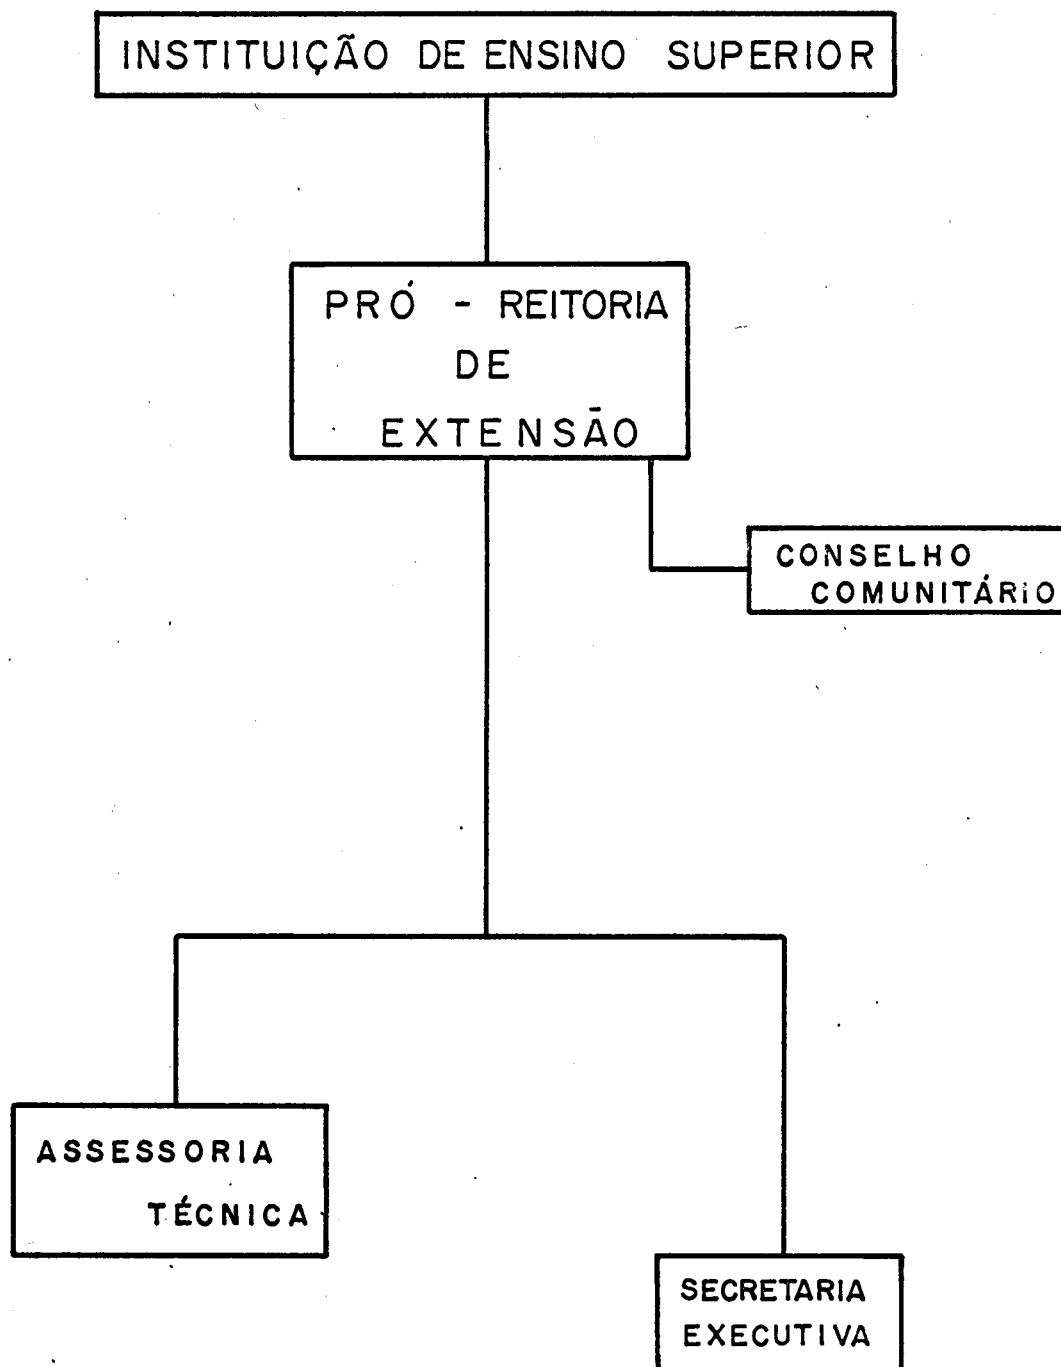 INSTITUIÇÃO DE ENSINO SUPERIOR
PRÓ - REITORIA
DE
EXTENSÃO
CONSELHO
COMUNITÁRIO
ASSESSORIA
TÉCNICA
SECRETARIA
EXECUTIVA